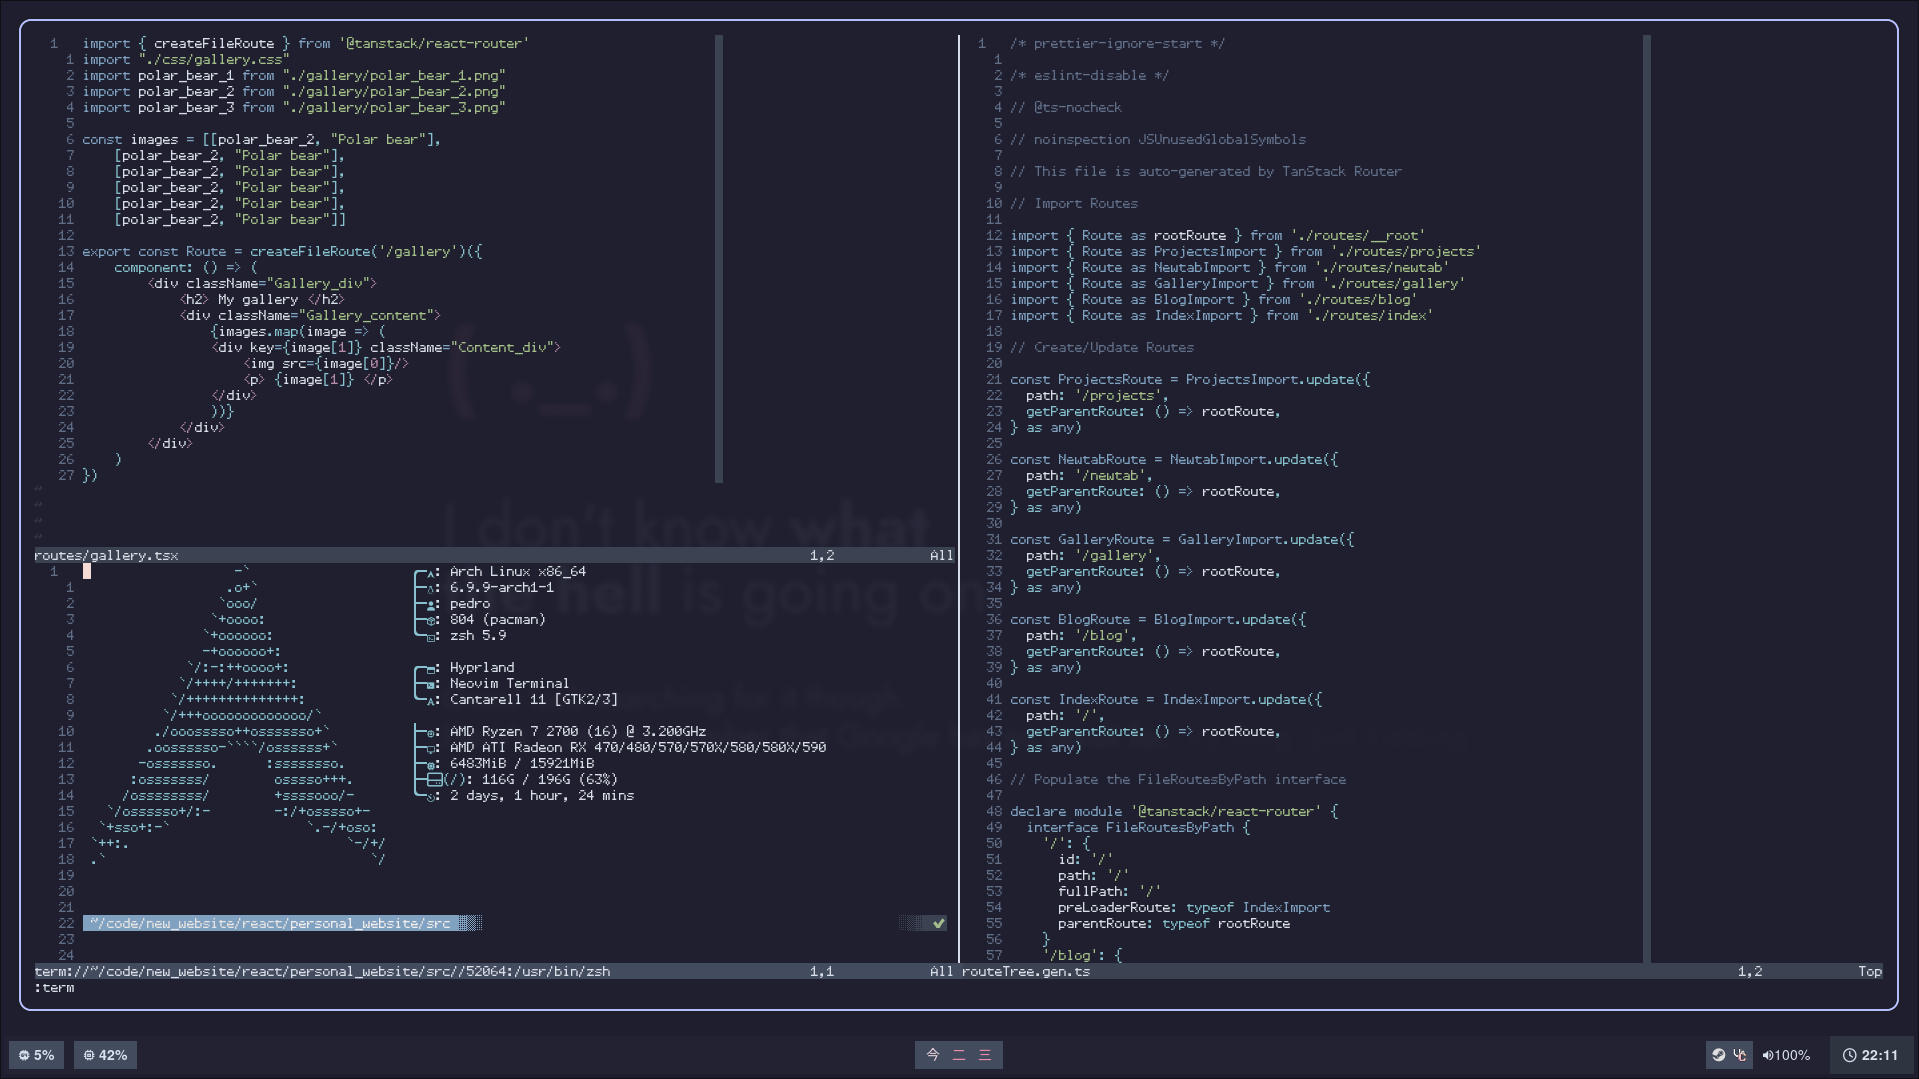 1 import { createFileRoute } from '@tanstack/react-router'
1 import "./css/gallery.css"
2 import polar_bear_1 from "./gallery/polar_bear_1.png"
3 import polar_bear_2 from "./gallery/polar_bear_2.png"
4 import polar_bear_3 from "./gallery/polar_bear_3.png"
5
6 const images = [[polar_bear_2, "Polar bear"],
7 [polar_bear_2, "Polar bear"],
8 [polar_bear_2, "Polar bear"],
9 [polar_bear_2, "Polar bear"],
10 [polar_bear_2, "Polar bear"],
11 [polar_bear_2, "Polar bear"]]
12
13 export const Route = createFileRoute('/gallery')({
14 component: () => (
15 <div className="Gallery_div">
16 <h2> My gallery </h2>
17 <div className="Gallery_content">
18 {images.map(image => (
19 <div key={image[1]} className="Content_div">
20 <img src={image[0]}/>
21 <p> {image[1]} </p>
22 </div>
23 ))}
24 </div>
25 </div>
26 )
27 })
routes/gallery.tsx 1,2 All
( ._.)
I don't know what
hell is going on
1 -` Arch Linux x86_64
1 .o+` 6.9.9-arch1-1
2 `ooo/ pedro
3 `+oooo: 804 (pacman)
4 `+oooooo: zsh 5.9
5 -+oooooo+:
6 `/:-:++oooo+: Hyprland
7 `/++++/+++++++: Neovim Terminal
8 `/++++++++++++++: Cantarell 11 [GTK2/3]
9 `/+++ooooooooooooo/`
10 ./ooosssso++osssssso+` AMD Ryzen 7 2700 (16) @ 3.200GHz
11 .oossssso-````/ossssss+` AMD ATI Radeon RX 470/480/570/570X/580/580X/590
12 -osssssso. :ssssssso. 6483MiB / 15921MiB
13 :osssssss/ osssso+++. (/): 116G / 196G (63%)
14 /ossssssss/ +ssssooo/- 2 days, 1 hour, 24 mins
15 `/ossssso+/:- -:/+osssso+-
16 `+sso+:-` `.-/+oso:
17 `++:. `-/+/
18 .` `/
19
20
21
22 ~/code/new_website/react/personal_website/src ✔
23
24
term://~/code/new_website/react/personal_website/src//52064:/usr/bin/zsh 1,1 All
:term
1 /* prettier-ignore-start */
1
2 /* eslint-disable */
3
4 // @ts-nocheck
5
6 // noinspection JSUnusedGlobalSymbols
7
8 // This file is auto-generated by TanStack Router
9
10 // Import Routes
11
12 import { Route as rootRoute } from './routes/__root'
13 import { Route as ProjectsImport } from './routes/projects'
14 import { Route as NewtabImport } from './routes/newtab'
15 import { Route as GalleryImport } from './routes/gallery'
16 import { Route as BlogImport } from './routes/blog'
17 import { Route as IndexImport } from './routes/index'
18
19 // Create/Update Routes
20
21 const ProjectsRoute = ProjectsImport.update({
22 path: '/projects',
23 getParentRoute: () => rootRoute,
24 } as any)
25
26 const NewtabRoute = NewtabImport.update({
27 path: '/newtab',
28 getParentRoute: () => rootRoute,
29 } as any)
30
31 const GalleryRoute = GalleryImport.update({
32 path: '/gallery',
33 getParentRoute: () => rootRoute,
34 } as any)
35
36 const BlogRoute = BlogImport.update({
37 path: '/blog',
38 getParentRoute: () => rootRoute,
39 } as any)
40
41 const IndexRoute = IndexImport.update({
42 path: '/',
43 getParentRoute: () => rootRoute,
44 } as any)
45
46 // Populate the FileRoutesByPath interface
47
48 declare module '@tanstack/react-router' {
49 interface FileRoutesByPath {
50 '/': {
51 id: '/'
52 path: '/'
53 fullPath: '/'
54 preLoaderRoute: typeof IndexImport
55 parentRoute: typeof rootRoute
56 }
57 '/blog': {
routeTree.gen.ts 1,2 Top
5% 42% 今 二 三 100% 22:11